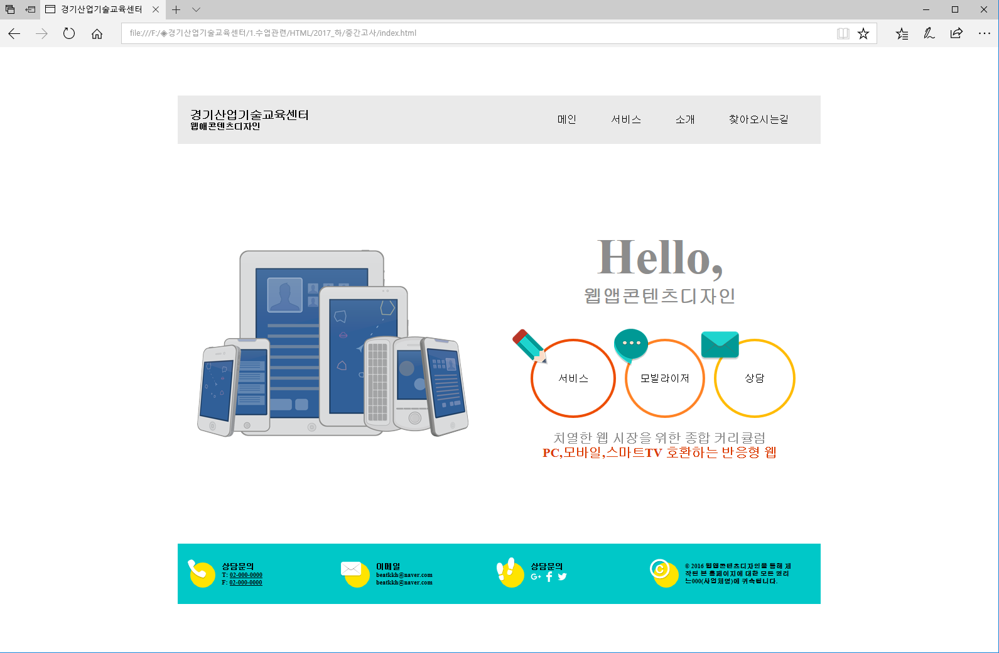 경기산업기술교육센터
file:///F:/◈경기산업기술교육센터/1.수업관련/HTML/2017_하/중간고사/index.html
경기산업기술교육센터
웹애콘텐츠디자인
메인 서비스 소개 찾아오시는길
Hello,
웹앱콘텐츠디자인
서비스 모빌라이저 상담
치열한 웹 시장을 위한 종합 커리큘럼
PC,모바일,스마트TV 호환하는 반응형 웹
상담문의
T: 02-000-0000
F: 02-000-0000
이메일
beatkkh@naver.com
beatkkh@naver.com
상담문의
© 2016 웹앱콘텐츠디자인을 통해 제
작된 본 홈페이지에 대한 모든 권리
는000(사업체명)에 귀속됩니다.